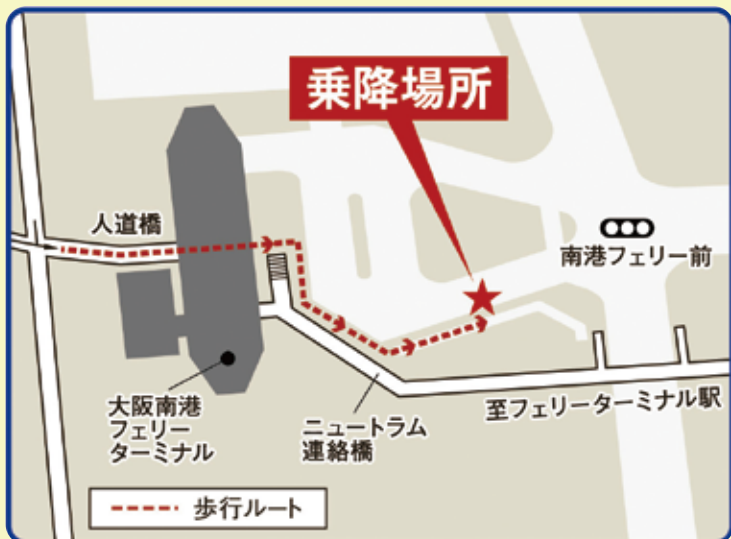 乗降場所
人道橋
南港フェリー前
大阪南港
フェリー
ターミナル
ニュートラム
連絡橋
至フェリーターミナル駅
歩行ルート